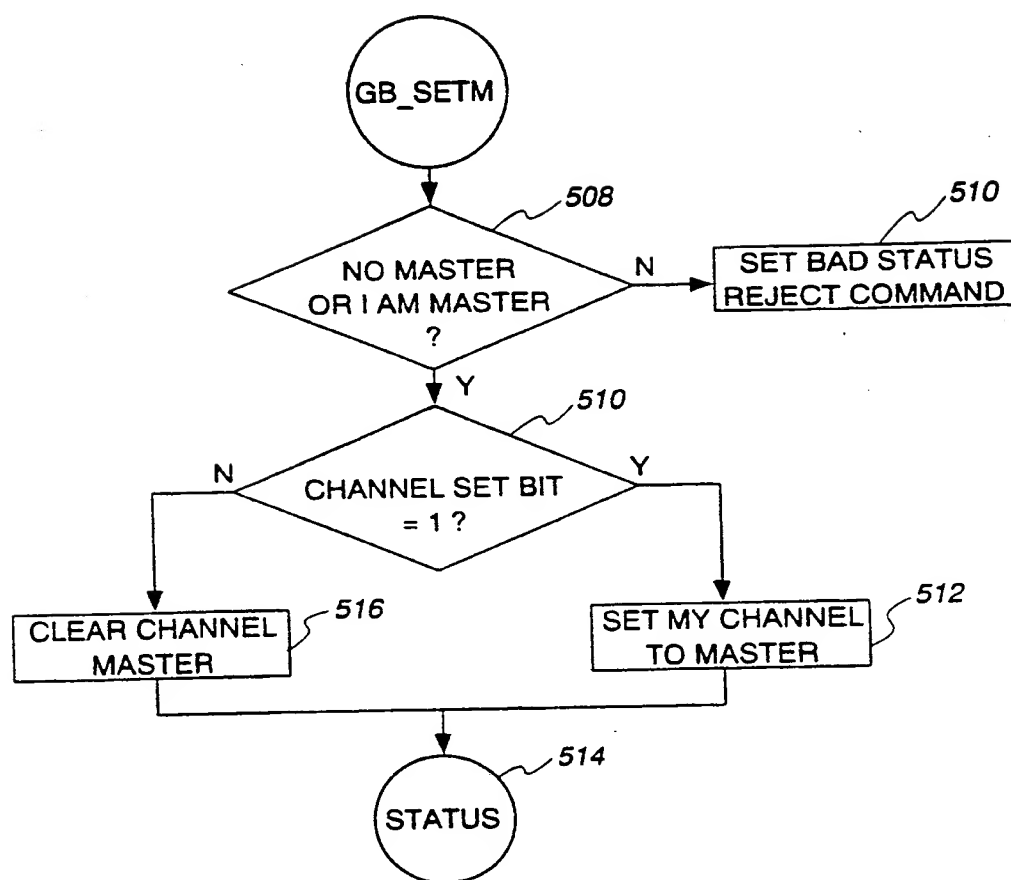 GB_SETM
508
NO MASTER
OR I AM MASTER
?
N
510
SET BAD STATUS
REJECT COMMAND
Y
510
N
CHANNEL SET BIT
= 1 ?
Y
516
CLEAR CHANNEL
MASTER
512
SET MY CHANNEL
TO MASTER
514
STATUS